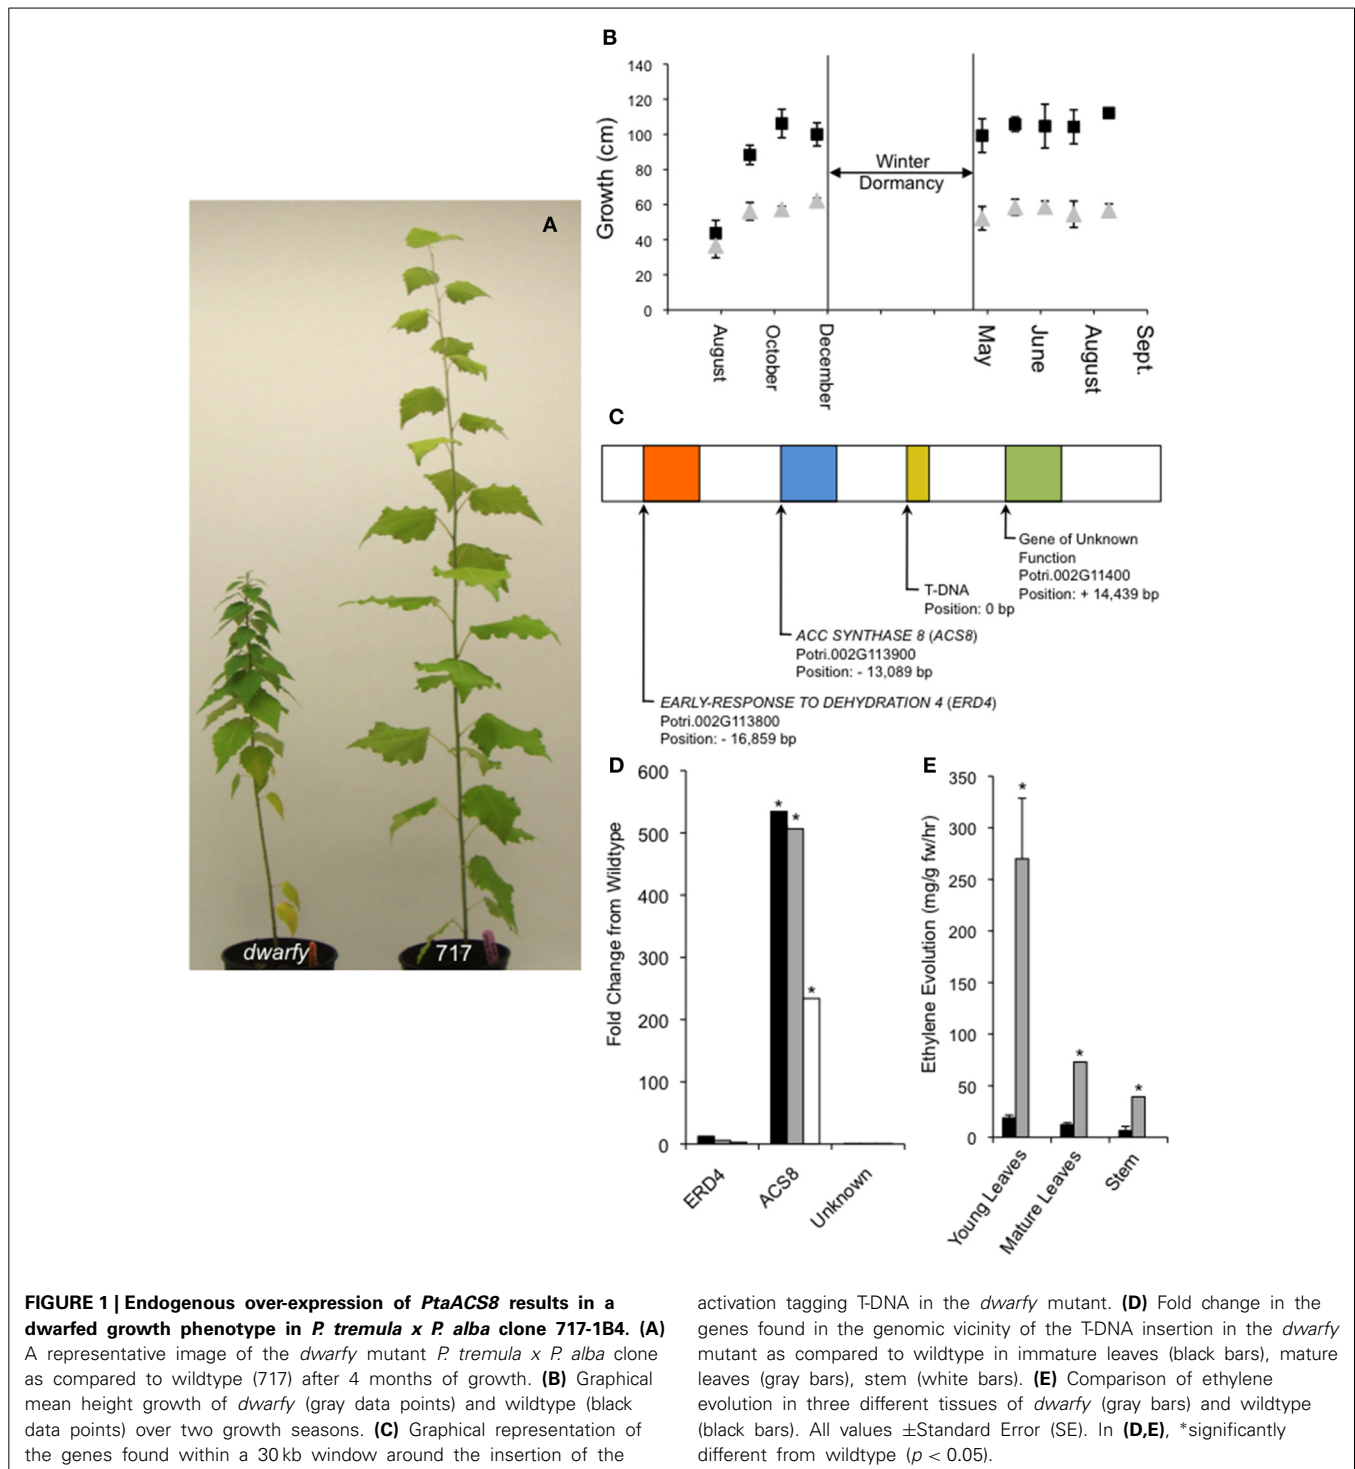 A
dwarfy
717
B
Growth (cm)
140
120
100
80
60
40
20
0
Winter
Dormancy
August
October
December
May
June
August
Sept.
C
Gene of Unknown
Function
Potri.002G11400
Position: + 14,439 bp
T-DNA
Position: 0 bp
ACC SYNTHASE 8 (ACS8)
Potri.002G113900
Position: - 13,089 bp
EARLY-RESPONSE TO DEHYDRATION 4 (ERD4)
Potri.002G113800
Position: - 16,859 bp
D
Fold Change from Wildtype
600
500
400
300
200
100
0
*
*
*
ERD4
ACS8
Unknown
E
Ethylene Evolution (mg/g fw/hr)
350
300
250
200
150
100
50
0
*
*
*
Young Leaves
Mature Leaves
Stem
FIGURE 1 | Endogenous over-expression of PtaACS8 results in a
dwarfed growth phenotype in P. tremula x P. alba clone 717-1B4. (A)
A representative image of the dwarfy mutant P. tremula x P. alba clone
as compared to wildtype (717) after 4 months of growth. (B) Graphical
mean height growth of dwarfy (gray data points) and wildtype (black
data points) over two growth seasons. (C) Graphical representation of
the genes found within a 30 kb window around the insertion of the
activation tagging T-DNA in the dwarfy mutant. (D) Fold change in the
genes found in the genomic vicinity of the T-DNA insertion in the dwarfy
mutant as compared to wildtype in immature leaves (black bars), mature
leaves (gray bars), stem (white bars). (E) Comparison of ethylene
evolution in three different tissues of dwarfy (gray bars) and wildtype
(black bars). All values ±Standard Error (SE). In (D,E), *significantly
different from wildtype (p < 0.05).